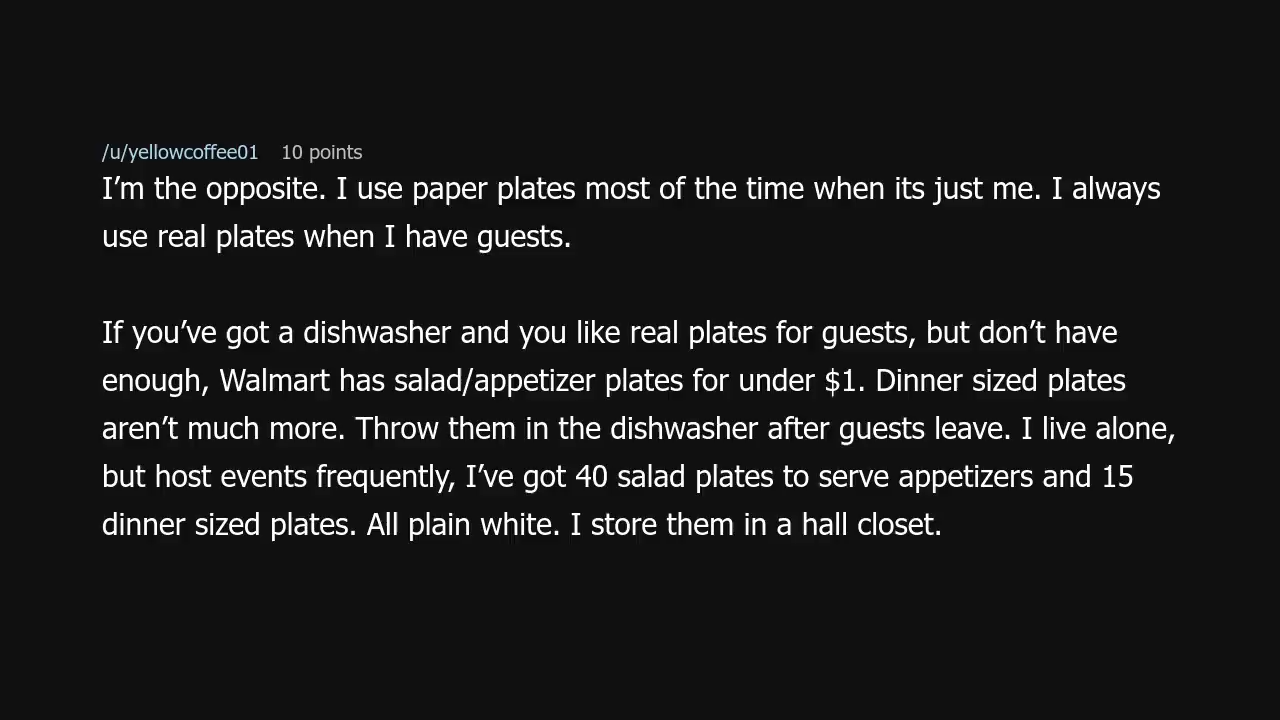 /u/yellowcoffee01 10 points
I’m the opposite. I use paper plates most of the time when its just me. I always
use real plates when I have guests.
If you’ve got a dishwasher and you like real plates for guests, but don’t have
enough, Walmart has salad/appetizer plates for under $1. Dinner sized plates
aren’t much more. Throw them in the dishwasher after guests leave. I live alone,
but host events frequently, I’ve got 40 salad plates to serve appetizers and 15
dinner sized plates. All plain white. I store them in a hall closet.